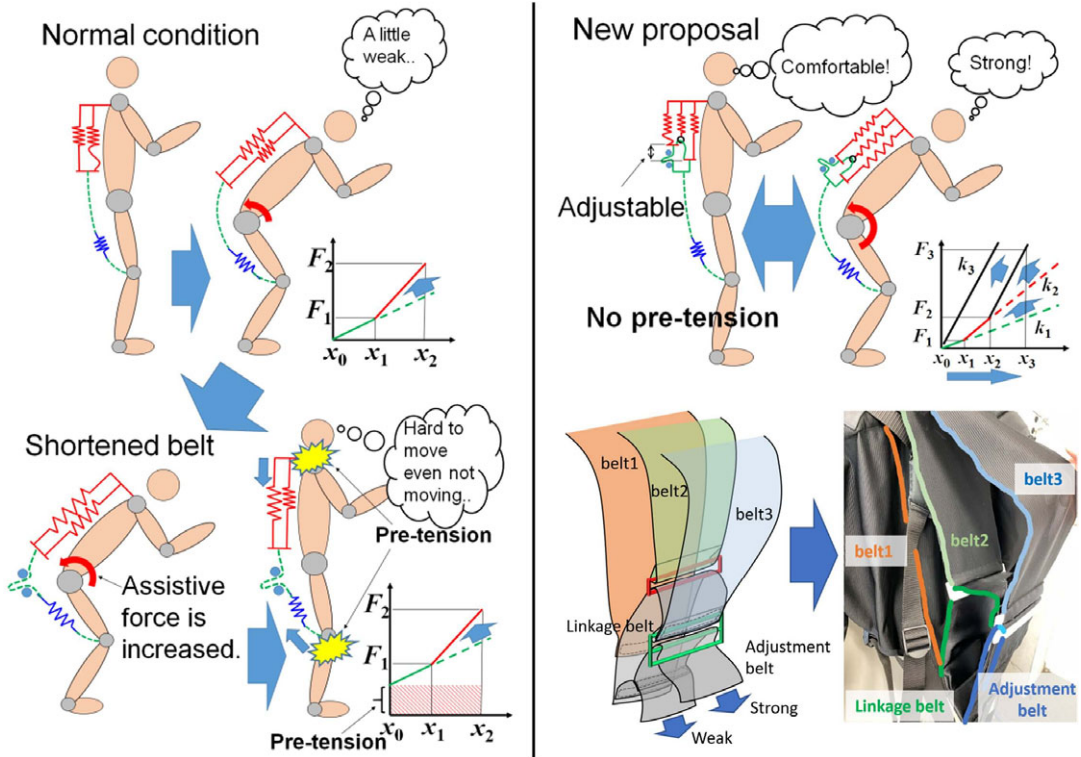 Normal condition
A little
weak..
F2
F1
x0
x1
x2
Shortened belt
Hard to
move
even not
moving..
Pre-tension
Assistive
force is
increased.
F2
F1
Pre-tension
x0
x1
x2
New proposal
Comfortable!
Strong!
Adjustable
No pre-tension
F3
k3
k2
F2
F1
k1
x0
x1
x2
x3
belt1
belt2
belt3
Linkage belt
Adjustment
belt
Strong
Weak
belt3
belt1
belt2
Linkage belt
Adjustment
belt